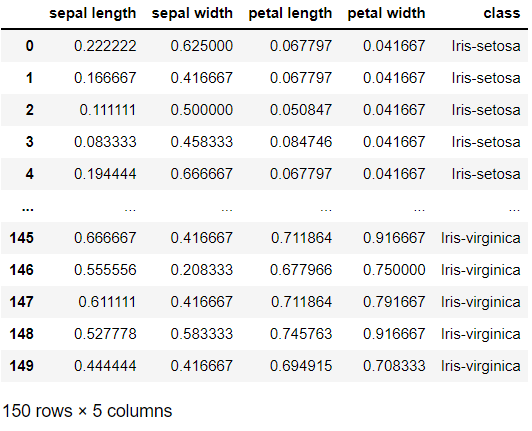 sepal length sepal width petal length petal width class
0 0.222222 0.625000 0.067797 0.041667 Iris-setosa
1 0.166667 0.416667 0.067797 0.041667 Iris-setosa
2 0.111111 0.500000 0.050847 0.041667 Iris-setosa
3 0.083333 0.458333 0.084746 0.041667 Iris-setosa
4 0.194444 0.666667 0.067797 0.041667 Iris-setosa
... ... ... ... ... ...
145 0.666667 0.416667 0.711864 0.916667 Iris-virginica
146 0.555556 0.208333 0.677966 0.750000 Iris-virginica
147 0.611111 0.416667 0.711864 0.791667 Iris-virginica
148 0.527778 0.583333 0.745763 0.916667 Iris-virginica
149 0.444444 0.416667 0.694915 0.708333 Iris-virginica
150 rows × 5 columns